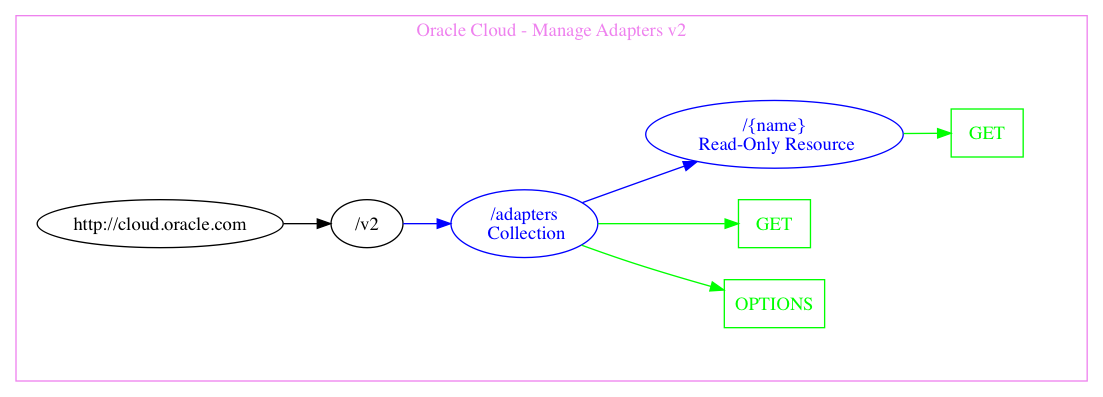 Oracle Cloud - Manage Adapters v2
/{name}
Read-Only Resource
GET
http://cloud.oracle.com
/v2
/adapters
Collection
GET
OPTIONS